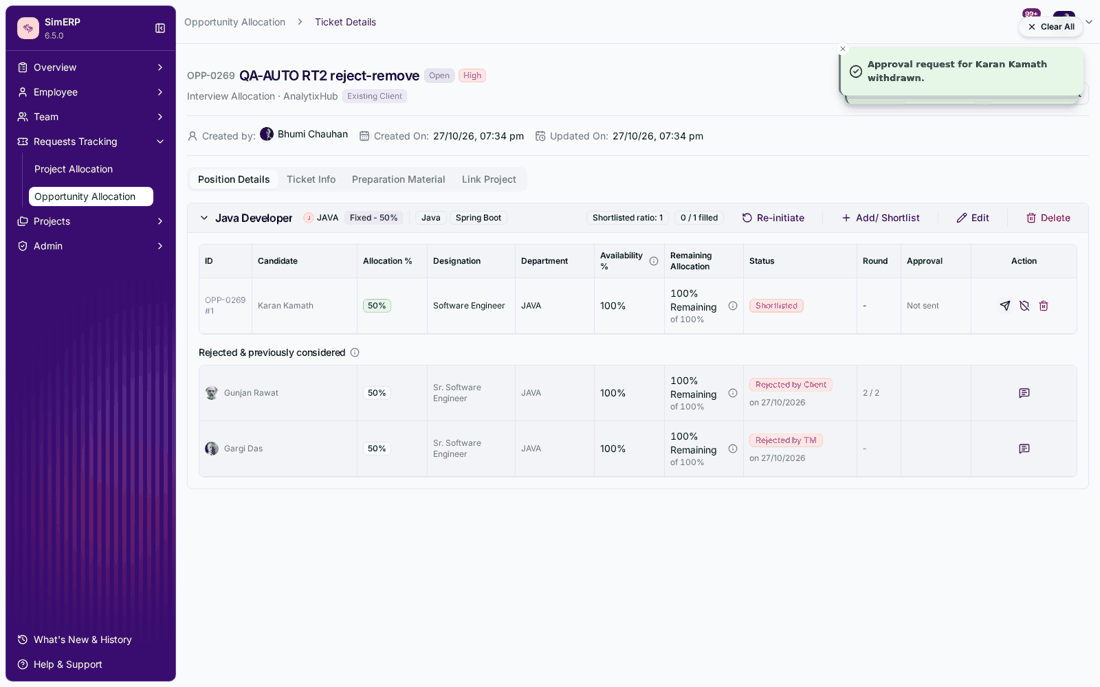 SimERP
6.5.0
Overview
Employee
Team
Requests Tracking
Project Allocation
Opportunity Allocation
Projects
Admin
What's New & History
Help & Support
Opportunity Allocation
Ticket Details
99+
Clear All
Approval request for Karan Kamath
withdrawn.
OPP-0269 QA-AUTO RT2 reject-remove Open High
Interview Allocation · AnalytixHub Existing Client
Created by: Bhumi Chauhan Created On: 27/10/26, 07:34 pm Updated On: 27/10/26, 07:34 pm
Position Details Ticket Info Preparation Material Link Project
Java Developer J JAVA Fixed - 50% Java Spring Boot Shortlisted ratio: 1 0 / 1 filled Re-initiate Add/ Shortlist Edit Delete
ID Candidate Allocation % Designation Department Availability % Remaining Allocation Status Round Approval Action
OPP-0269 #1 Karan Kamath 50% Software Engineer JAVA 100% 100% Remaining of 100% Shortlisted - Not sent
Rejected & previously considered
Gunjan Rawat 50% Sr. Software Engineer JAVA 100% 100% Remaining of 100% Rejected by Client on 27/10/2026 2 / 2
Gargi Das 50% Sr. Software Engineer JAVA 100% 100% Remaining of 100% Rejected by TM on 27/10/2026 -